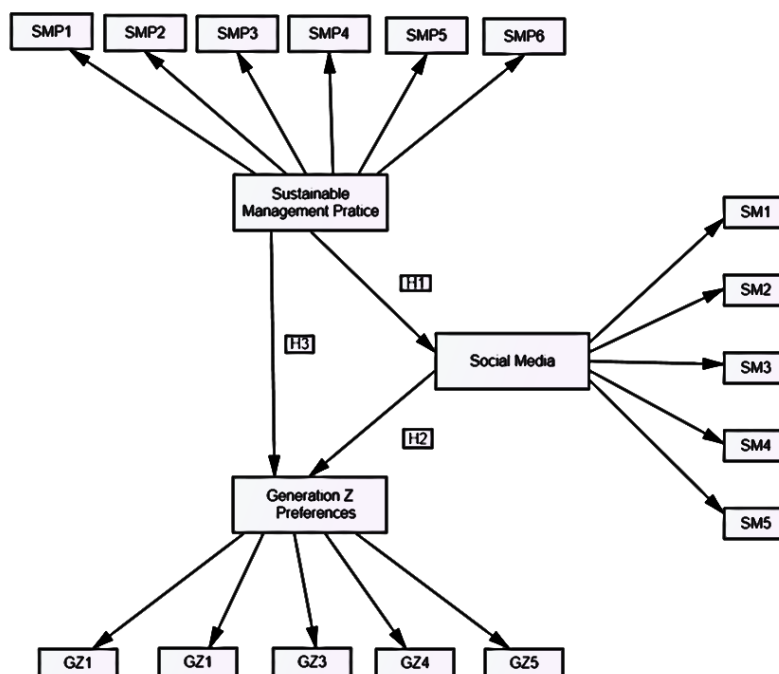 SMP1
SMP2
SMP3
SMP4
SMP5
SMP6
Sustainable
Management Pratice
SM1
H1
SM2
H3
Social Media
SM3
H2
SM4
Generation Z
Preferences
SM5
GZ1
GZ1
GZ3
GZ4
GZ5